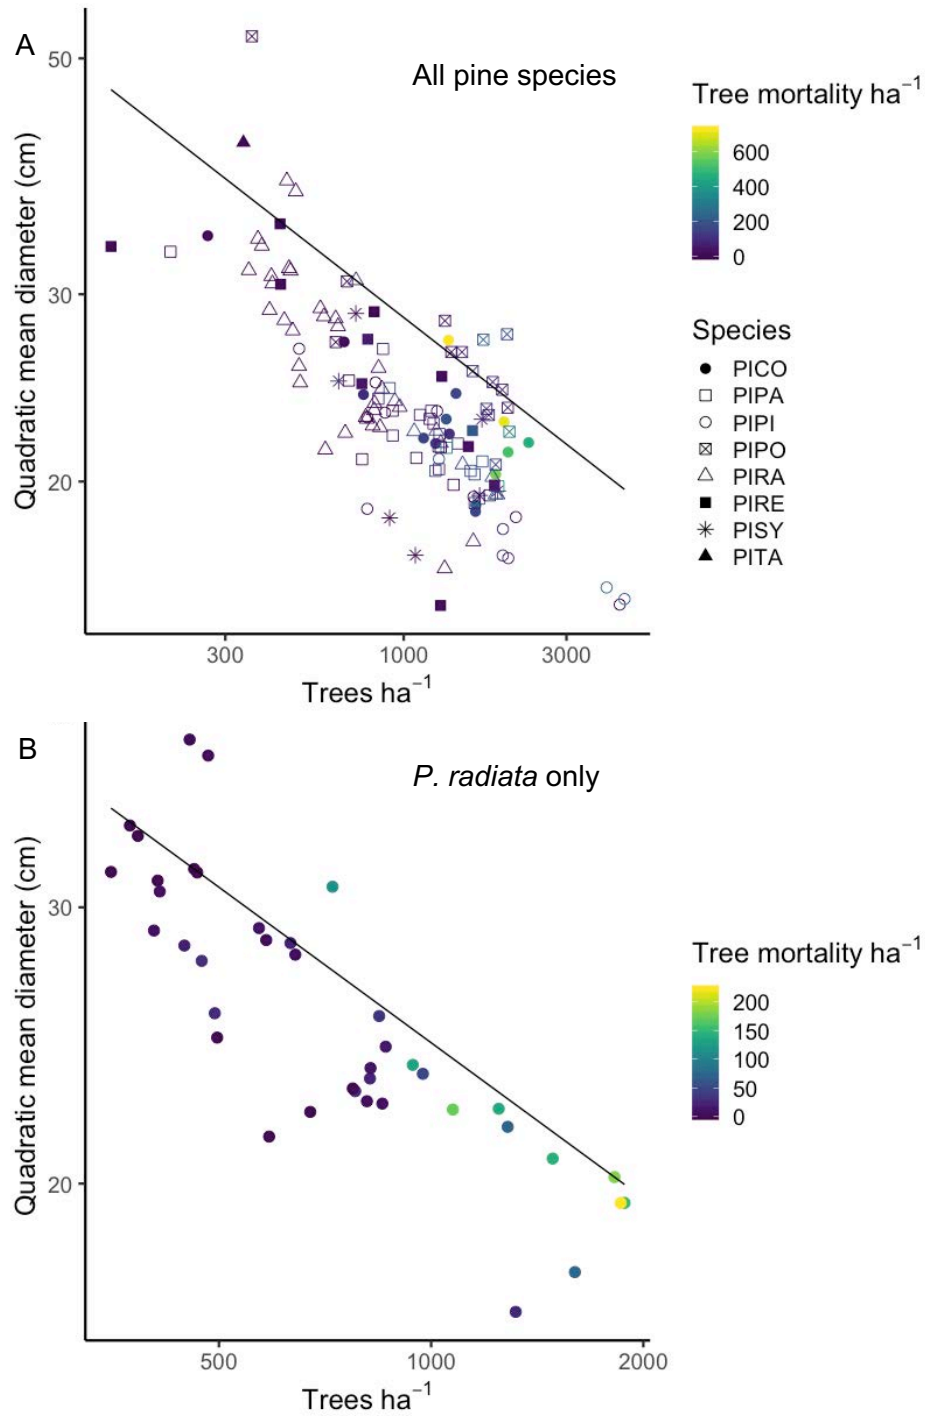 A
All pine species
50
30
20
Quadratic mean diameter (cm)
300
1000
3000
Trees ha⁻¹
Tree mortality ha⁻¹
600
400
200
0
Species
PICO
PIPA
PIPI
PIPO
PIRA
PIRE
PISY
PITA
B
P. radiata only
30
20
Quadratic mean diameter (cm)
500
1000
2000
Trees ha⁻¹
Tree mortality ha⁻¹
200
150
100
50
0